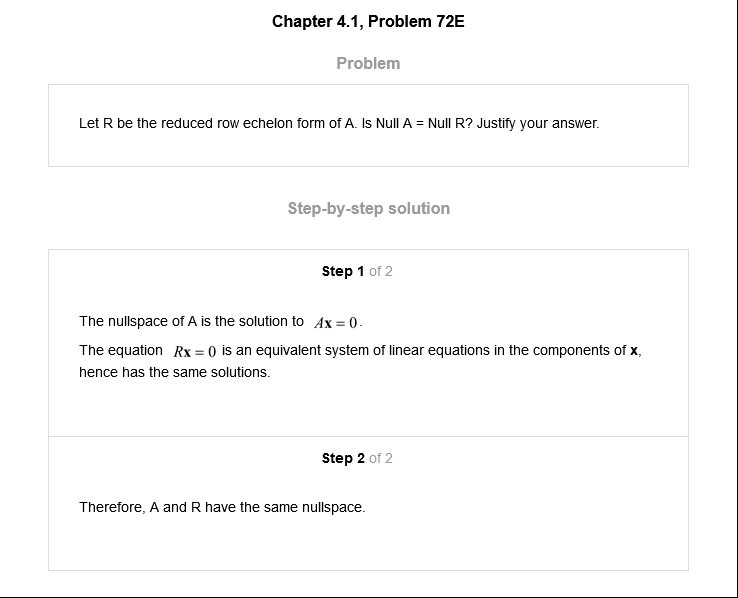 Chapter 4.1, Problem 72E
Problem
Let R be the reduced row echelon form of A. Is Null A = Null R? Justify your answer.
Step-by-step solution
Step 1 of 2
The nullspace of A is the solution to Ax = 0.
The equation Rx = 0 is an equivalent system of linear equations in the components of x,
hence has the same solutions.
Step 2 of 2
Therefore, A and R have the same nullspace.